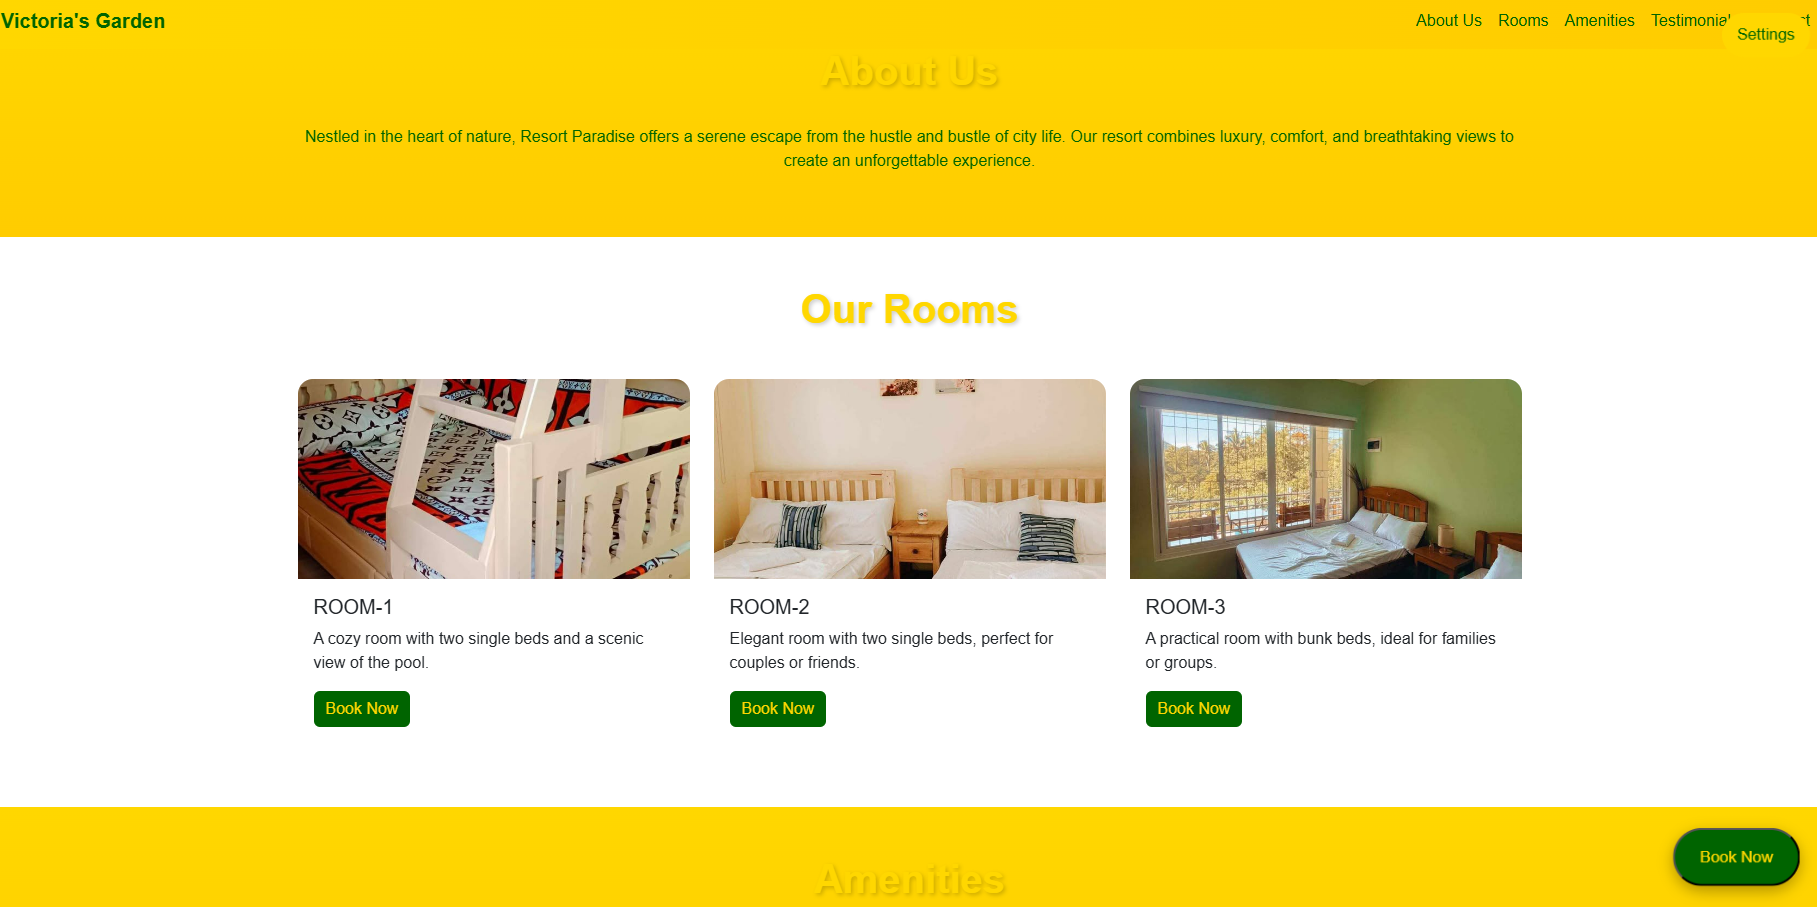 Victoria's Garden
About Us Rooms Amenities Testimonial
Settings
About Us
Nestled in the heart of nature, Resort Paradise offers a serene escape from the hustle and bustle of city life. Our resort combines luxury, comfort, and breathtaking views to
create an unforgettable experience.
Our Rooms
ROOM-1
A cozy room with two single beds and a scenic
view of the pool.
Book Now
ROOM-2
Elegant room with two single beds, perfect for
couples or friends.
Book Now
ROOM-3
A practical room with bunk beds, ideal for families
or groups.
Book Now
Amenities
Book Now